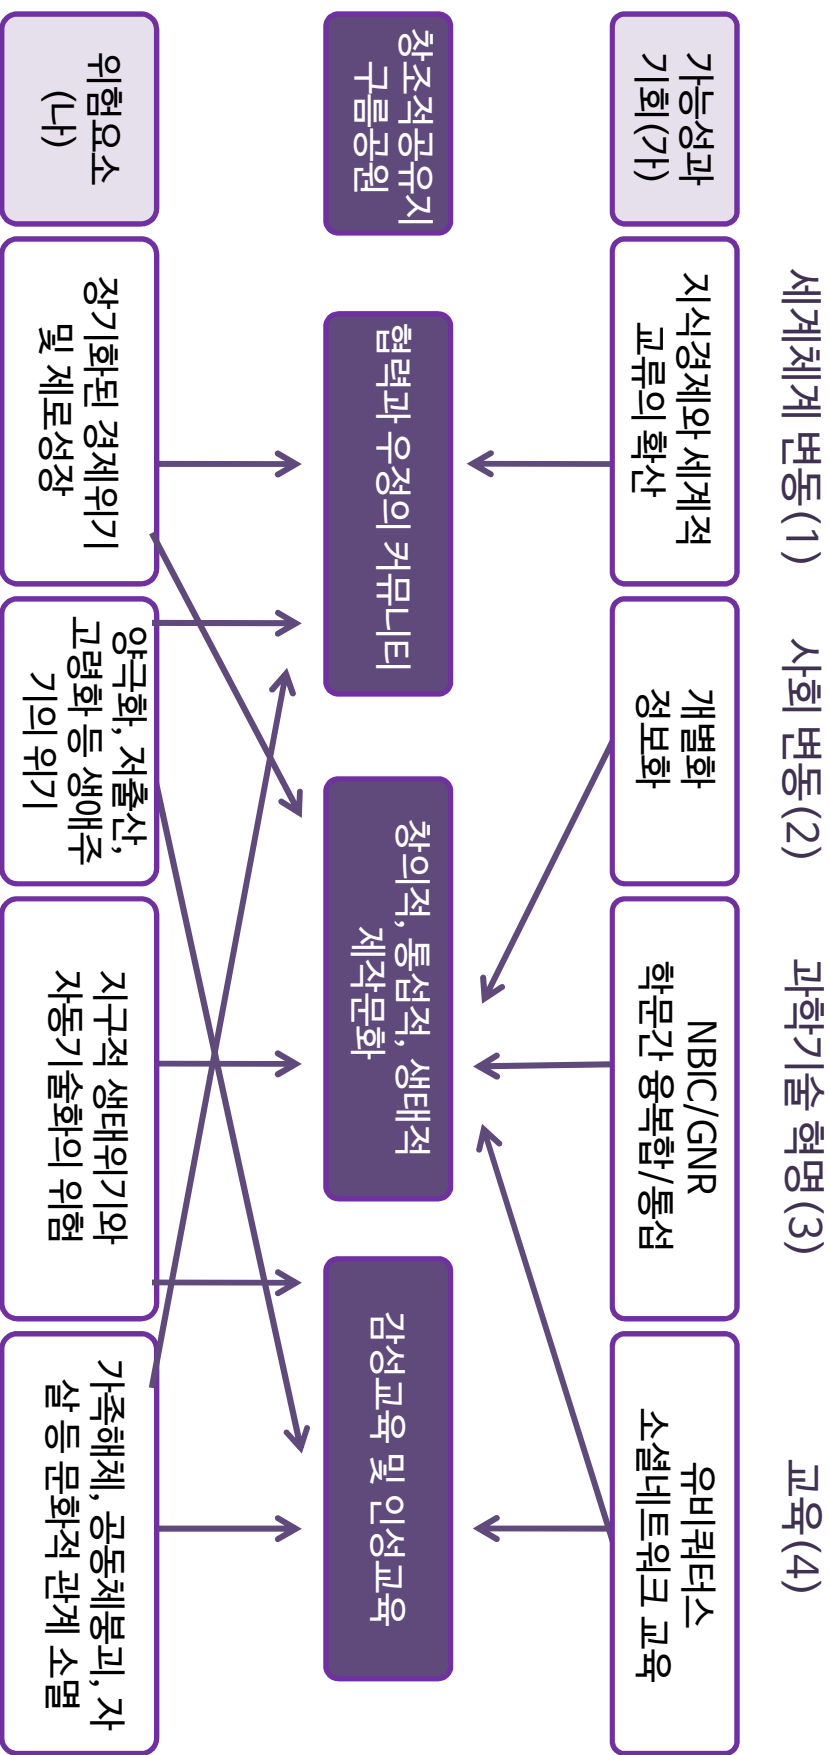 세계체계 변동(1)
사회 변동(2)
과학기술 혁명(3)
교육(4)
가능성과
기회(가)
지식경제와 세계적
교류의 확산
개별화
정보화
NBIC/GNR
학문간 융복합/통섭
유비쿼터스
소셜네트워크 교육
창조적공유지
구름공원
협력과 우정의 커뮤니티
창의적, 통섭적, 생태적
제작문화
감성교육 및 인성교육
위험요소
(나)
장기화된 경제위기
및 제로성장
양극화, 저출산,
고령화 등 생애주
기의 위기
지구적 생태위기와
자동기술화의 위험
가족해체, 공동체붕괴, 자
살 등 문화적 관계 소멸